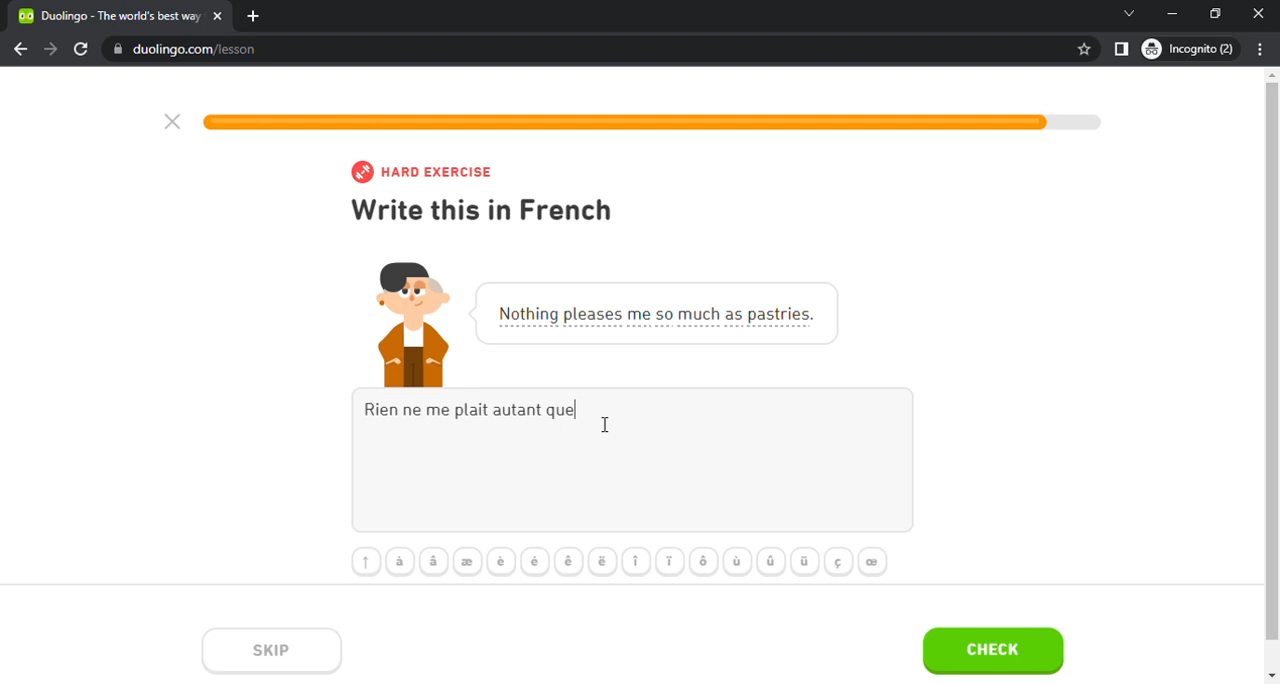 Duolingo - The world's best way
duolingo.com/lesson
Incognito (2)
HARD EXERCISE
Write this in French
Nothing pleases me so much as pastries.
Rien ne me plait autant que
↑ à â æ è é ê ë î ï ô ù û ü ç œ
SKIP
CHECK